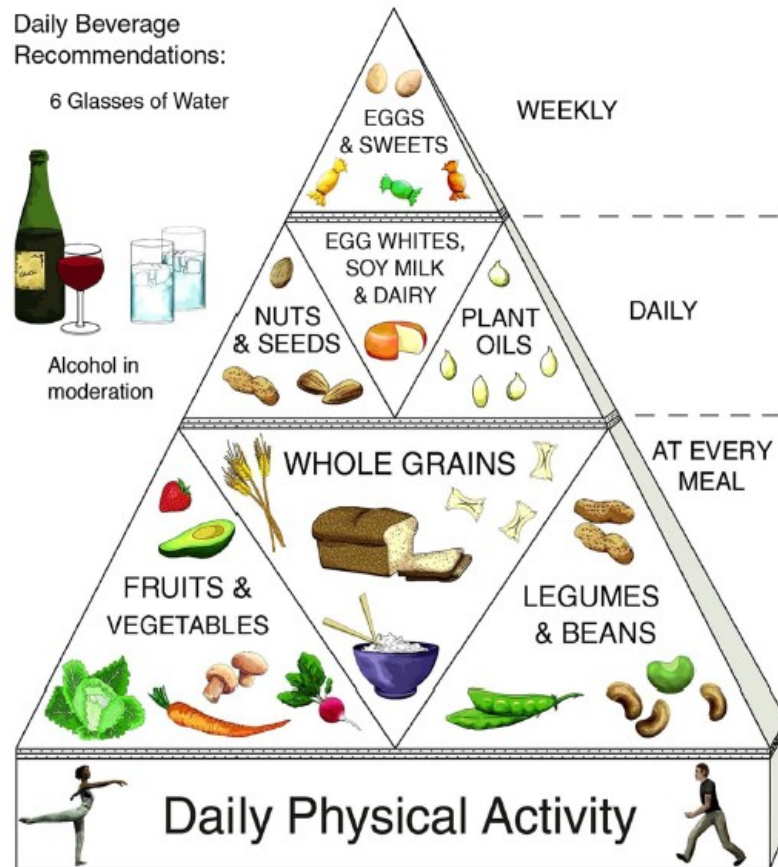 Daily Beverage
Recommendations:
6 Glasses of Water
Alcohol in
moderation
EGGS
& SWEETS
WEEKLY
EGG WHITES,
SOY MILK
& DAIRY
NUTS
& SEEDS
PLANT
OILS
DAILY
WHOLE GRAINS
AT EVERY
MEAL
FRUITS &
VEGETABLES
LEGUMES
& BEANS
Daily Physical Activity